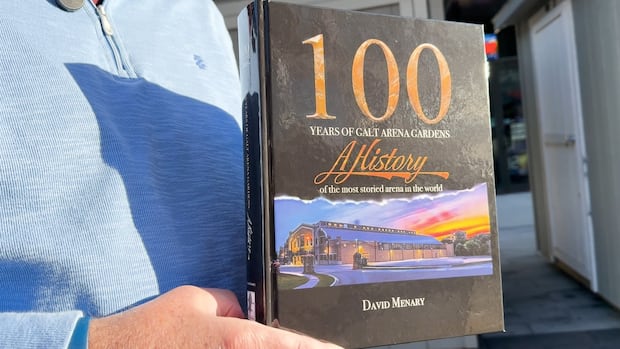 100
YEARS OF GALT ARENA GARDENS
A History
of the most storied arena in the world
DAVID MENARY